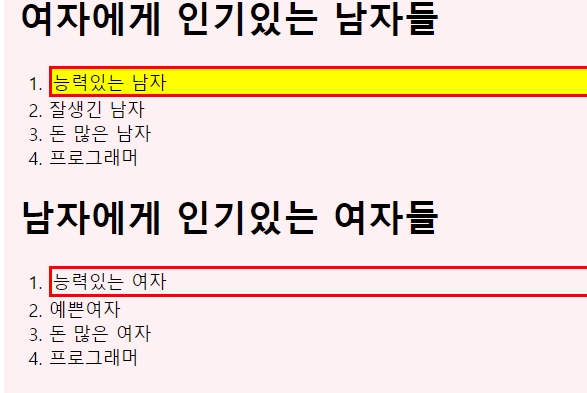 여자에게 인기있는 남자들
1. 능력있는 남자
2. 잘생긴 남자
3. 돈 많은 남자
4. 프로그래머
남자에게 인기있는 여자들
1. 능력있는 여자
2. 예쁜여자
3. 돈 많은 여자
4. 프로그래머